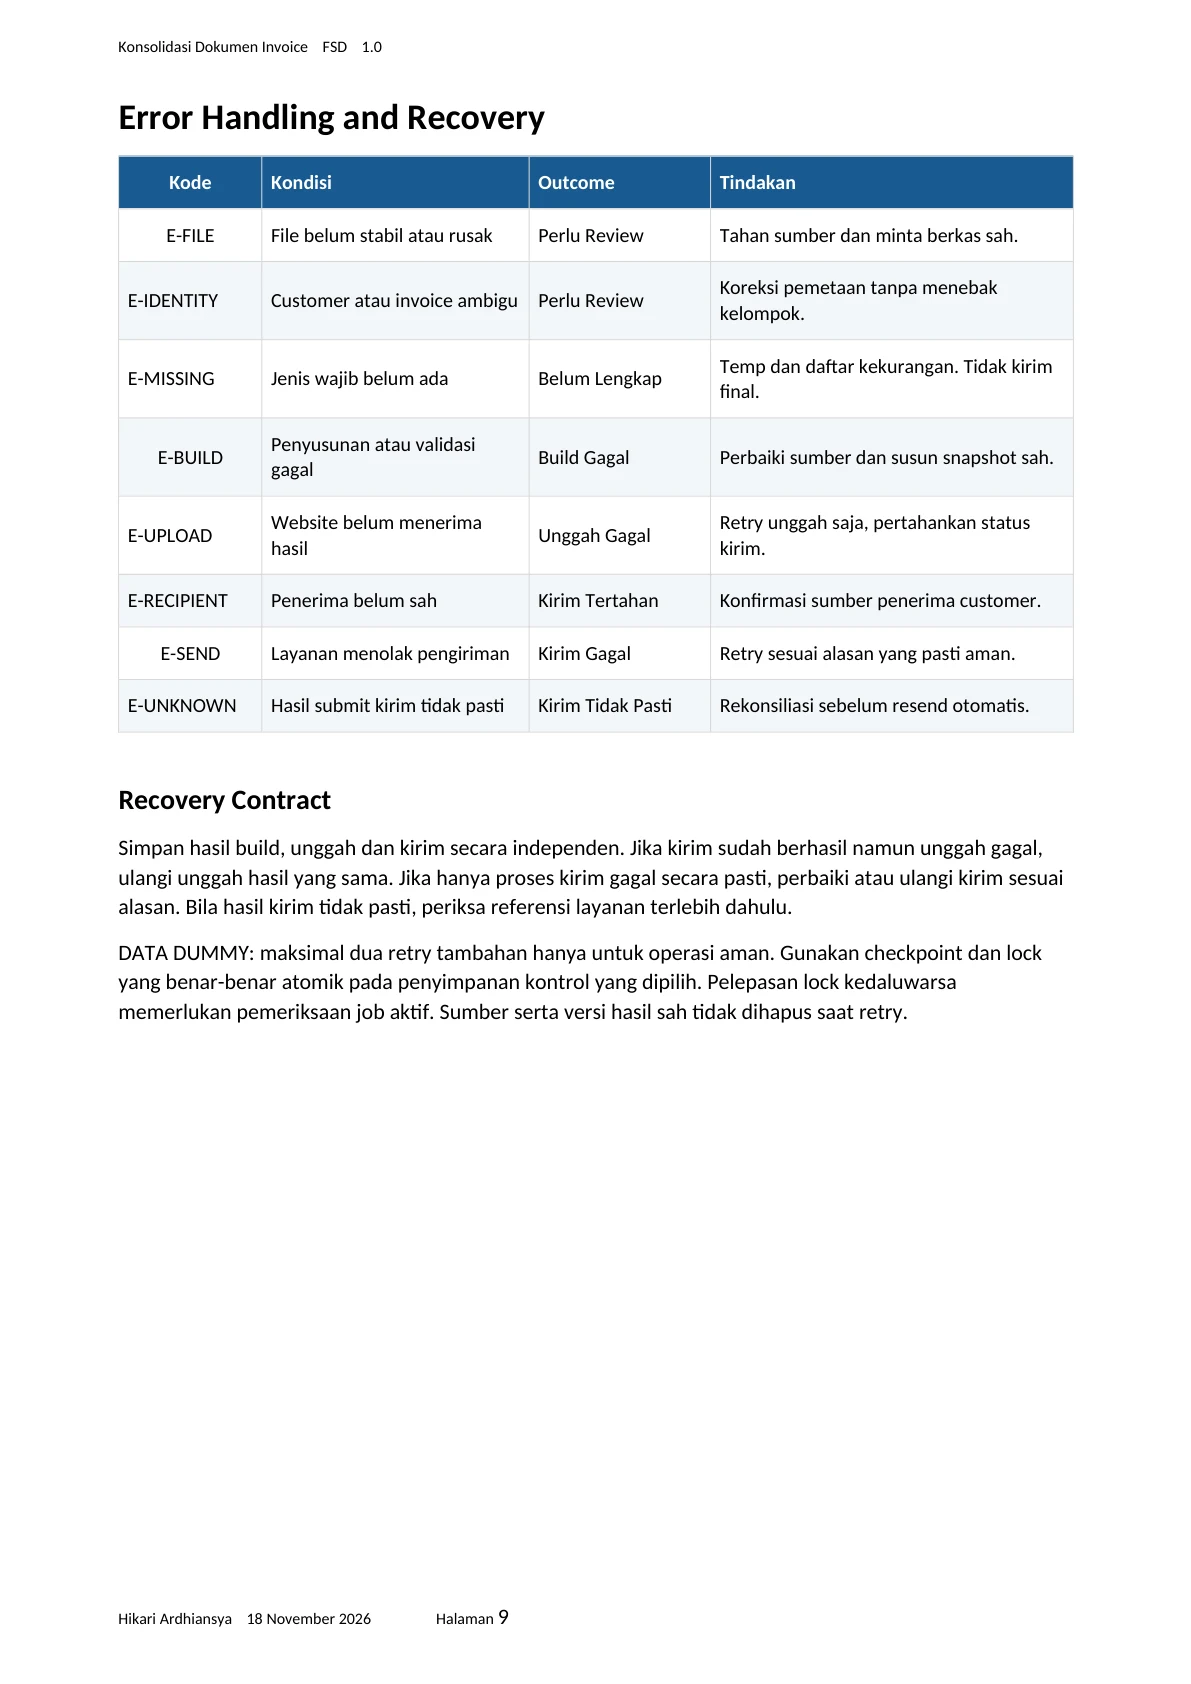 Konsolidasi Dokumen Invoice FSD 1.0
Error Handling and Recovery
Kode Kondisi Outcome Tindakan
E-FILE File belum stabil atau rusak Perlu Review Tahan sumber dan minta berkas sah.
E-IDENTITY Customer atau invoice ambigu Perlu Review Koreksi pemetaan tanpa menebak
kelompok.
E-MISSING Jenis wajib belum ada Belum Lengkap Temp dan daftar kekurangan. Tidak kirim
final.
E-BUILD Penyusunan atau validasi
gagal Build Gagal Perbaiki sumber dan susun snapshot sah.
E-UPLOAD Website belum menerima
hasil Unggah Gagal Retry unggah saja, pertahankan status
kirim.
E-RECIPIENT Penerima belum sah Kirim Tertahan Konfirmasi sumber penerima customer.
E-SEND Layanan menolak pengiriman Kirim Gagal Retry sesuai alasan yang pasti aman.
E-UNKNOWN Hasil submit kirim tidak pasti Kirim Tidak Pasti Rekonsiliasi sebelum resend otomatis.
Recovery Contract
Simpan hasil build, unggah dan kirim secara independen. Jika kirim sudah berhasil namun unggah gagal,
ulangi unggah hasil yang sama. Jika hanya proses kirim gagal secara pasti, perbaiki atau ulangi kirim sesuai
alasan. Bila hasil kirim tidak pasti, periksa referensi layanan terlebih dahulu.
DATA DUMMY: maksimal dua retry tambahan hanya untuk operasi aman. Gunakan checkpoint dan lock
yang benar-benar atomik pada penyimpanan kontrol yang dipilih. Pelepasan lock kedaluwarsa
memerlukan pemeriksaan job aktif. Sumber serta versi hasil sah tidak dihapus saat retry.
Hikari Ardhiansya 18 November 2026 Halaman 9